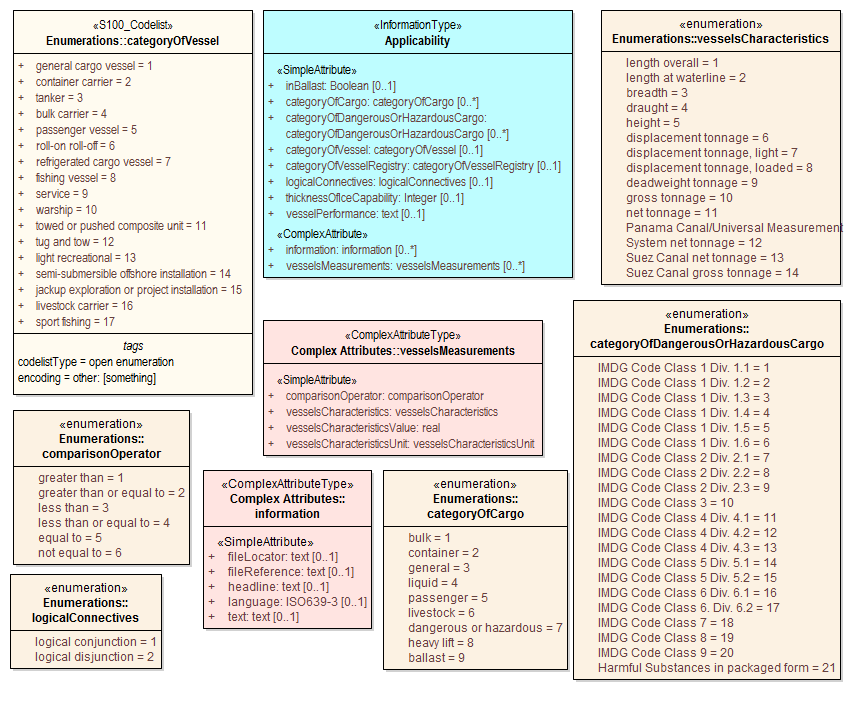 «S100_Codelist»
Enumerations::categoryOfVessel
+ general cargo vessel = 1
+ container carrier = 2
+ tanker = 3
+ bulk carrier = 4
+ passenger vessel = 5
+ roll-on roll-off = 6
+ refrigerated cargo vessel = 7
+ fishing vessel = 8
+ service = 9
+ warship = 10
+ towed or pushed composite unit = 11
+ tug and tow = 12
+ light recreational = 13
+ semi-submersible offshore installation = 14
+ jackup exploration or project installation = 15
+ livestock carrier = 16
+ sport fishing = 17
tags
codelistType = open enumeration
encoding = other: [something]
«InformationType»
Applicability
«SimpleAttribute»
+ inBallast: Boolean [0..1]
+ categoryOfCargo: categoryOfCargo [0..*]
+ categoryOfDangerousOrHazardousCargo:
categoryOfDangerousOrHazardousCargo [0..*]
+ categoryOfVessel: categoryOfVessel [0..1]
+ categoryOfVesselRegistry: categoryOfVesselRegistry [0..1]
+ logicalConnectives: logicalConnectives [0..1]
+ thicknessOfIceCapability: Integer [0..1]
+ vesselPerformance: text [0..1]
«ComplexAttribute»
+ information: information [0..*]
+ vesselsMeasurements: vesselsMeasurements [0..*]
«enumeration»
Enumerations::vesselsCharacteristics
length overall = 1
length at waterline = 2
breadth = 3
draught = 4
height = 5
displacement tonnage = 6
displacement tonnage, light = 7
displacement tonnage, loaded = 8
deadweight tonnage = 9
gross tonnage = 10
net tonnage = 11
Panama Canal/Universal Measurement
System net tonnage = 12
Suez Canal net tonnage = 13
Suez Canal gross tonnage = 14
«ComplexAttributeType»
Complex Attributes::vesselsMeasurements
«SimpleAttribute»
+ comparisonOperator: comparisonOperator
+ vesselsCharacteristics: vesselsCharacteristics
+ vesselsCharacteristicsValue: real
+ vesselsCharacteristicsUnit: vesselsCharacteristicsUnit
«enumeration»
Enumerations::
categoryOfDangerousOrHazardousCargo
IMDG Code Class 1 Div. 1.1 = 1
IMDG Code Class 1 Div. 1.2 = 2
IMDG Code Class 1 Div. 1.3 = 3
IMDG Code Class 1 Div. 1.4 = 4
IMDG Code Class 1 Div. 1.5 = 5
IMDG Code Class 1 Div. 1.6 = 6
IMDG Code Class 2 Div. 2.1 = 7
IMDG Code Class 2 Div. 2.2 = 8
IMDG Code Class 2 Div. 2.3 = 9
IMDG Code Class 3 = 10
IMDG Code Class 4 Div. 4.1 = 11
IMDG Code Class 4 Div. 4.2 = 12
IMDG Code Class 4 Div. 4.3 = 13
IMDG Code Class 5 Div. 5.1 = 14
IMDG Code Class 5 Div. 5.2 = 15
IMDG Code Class 6 Div. 6.1 = 16
IMDG Code Class 6. Div. 6.2 = 17
IMDG Code Class 7 = 18
IMDG Code Class 8 = 19
IMDG Code Class 9 = 20
Harmful Substances in packaged form = 21
«enumeration»
Enumerations::
comparisonOperator
greater than = 1
greater than or equal to = 2
less than = 3
less than or equal to = 4
equal to = 5
not equal to = 6
«ComplexAttributeType»
Complex Attributes::
information
«SimpleAttribute»
+ fileLocator: text [0..1]
+ fileReference: text [0..1]
+ headline: text [0..1]
+ language: ISO639-3 [0..1]
+ text: text [0..1]
«enumeration»
Enumerations::
categoryOfCargo
bulk = 1
container = 2
general = 3
liquid = 4
passenger = 5
livestock = 6
dangerous or hazardous = 7
heavy lift = 8
ballast = 9
«enumeration»
Enumerations::
logicalConnectives
logical conjunction = 1
logical disjunction = 2